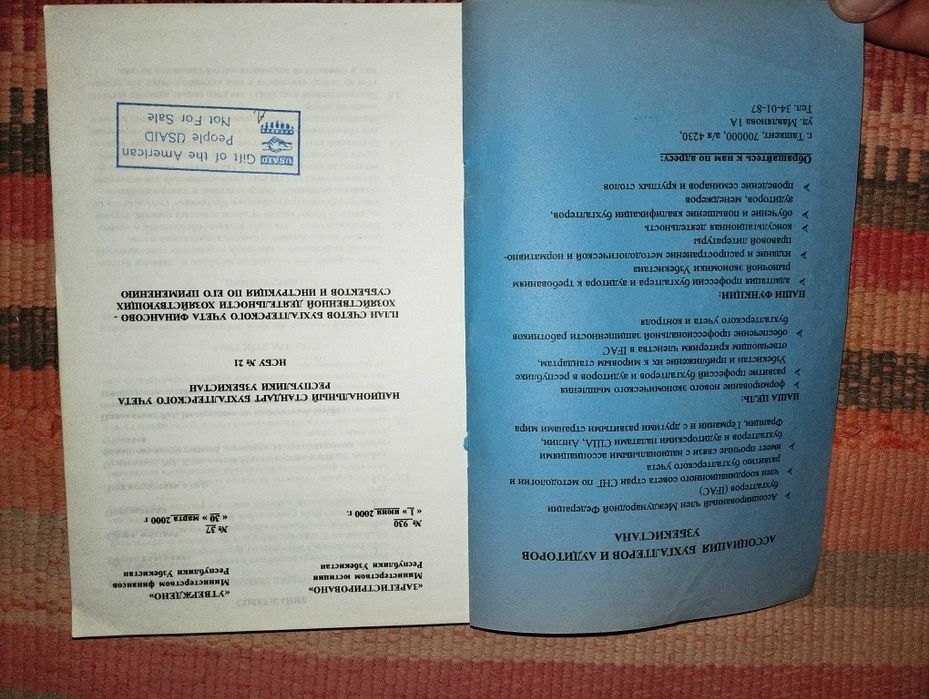 АССОЦИАЦИЯ БУХГАЛТЕРОВ И АУДИТОРОВ
УЗБЕКИСТАНА
➢ Ассоциированный член Международной Федерации
бухгалтеров (IFAC)
➢ член координационного совета стран СНГ по методологии и
развитию бухгалтерского учета
➢ имеет прочные связи с национальными ассоциациями
бухгалтеров и аудиторскими палатами США, Англии,
Франции, Германии и с другими развитыми странами мира
НАША ЦЕЛЬ:
➢ формирование нового экономического мышления
➢ развитие профессий бухгалтеров и аудиторов в республике
Узбекистан и приближение их к мировым стандартам,
отвечающим критериям членства в IFAC
➢ обеспечение профессиональной защищенности работников
бухгалтерского учета и контроля
НАШИ ФУНКЦИИ:
➢ адаптация профессии бухгалтера и аудитора к требованиям
рыночной экономики Узбекистана
➢ издание и распространение методологической и нормативно-
правовой литературы
➢ консультационная деятельность
➢ обучение и повышение квалификации бухгалтеров,
аудиторов, менеджеров
➢ проведение семинаров и круглых столов
Обращайтесь к нам по адресу:
г. Ташкент, 700000, а/я 4230,
ул. Мавлянова 1А
Тел. 34-01-87
«ЗАРЕГИСТРИРОВАНО»
Министерством юстиции
Республики Узбекистан
№ 930
« 1 » июня 2000 г.
«УТВЕРЖДЕНО»
Министерством финансов
Республики Узбекистан
№ 37
« 30 » марта 2000 г
НАЦИОНАЛЬНЫЙ СТАНДАРТ БУХГАЛТЕРСКОГО УЧЕТА
РЕСПУБЛИКИ УЗБЕКИСТАН
НСБУ № 21
ПЛАН СЧЕТОВ БУХГАЛТЕРСКОГО УЧЕТА ФИНАНСОВО -
ХОЗЯЙСТВЕННОЙ ДЕЯТЕЛЬНОСТИ ХОЗЯЙСТВУЮЩИХ
СУБЪЕКТОВ И ИНСТРУКЦИЯ ПО ЕГО ПРИМЕНЕНИЮ
USAID
Gift of the American
People USAID
Not For Sale